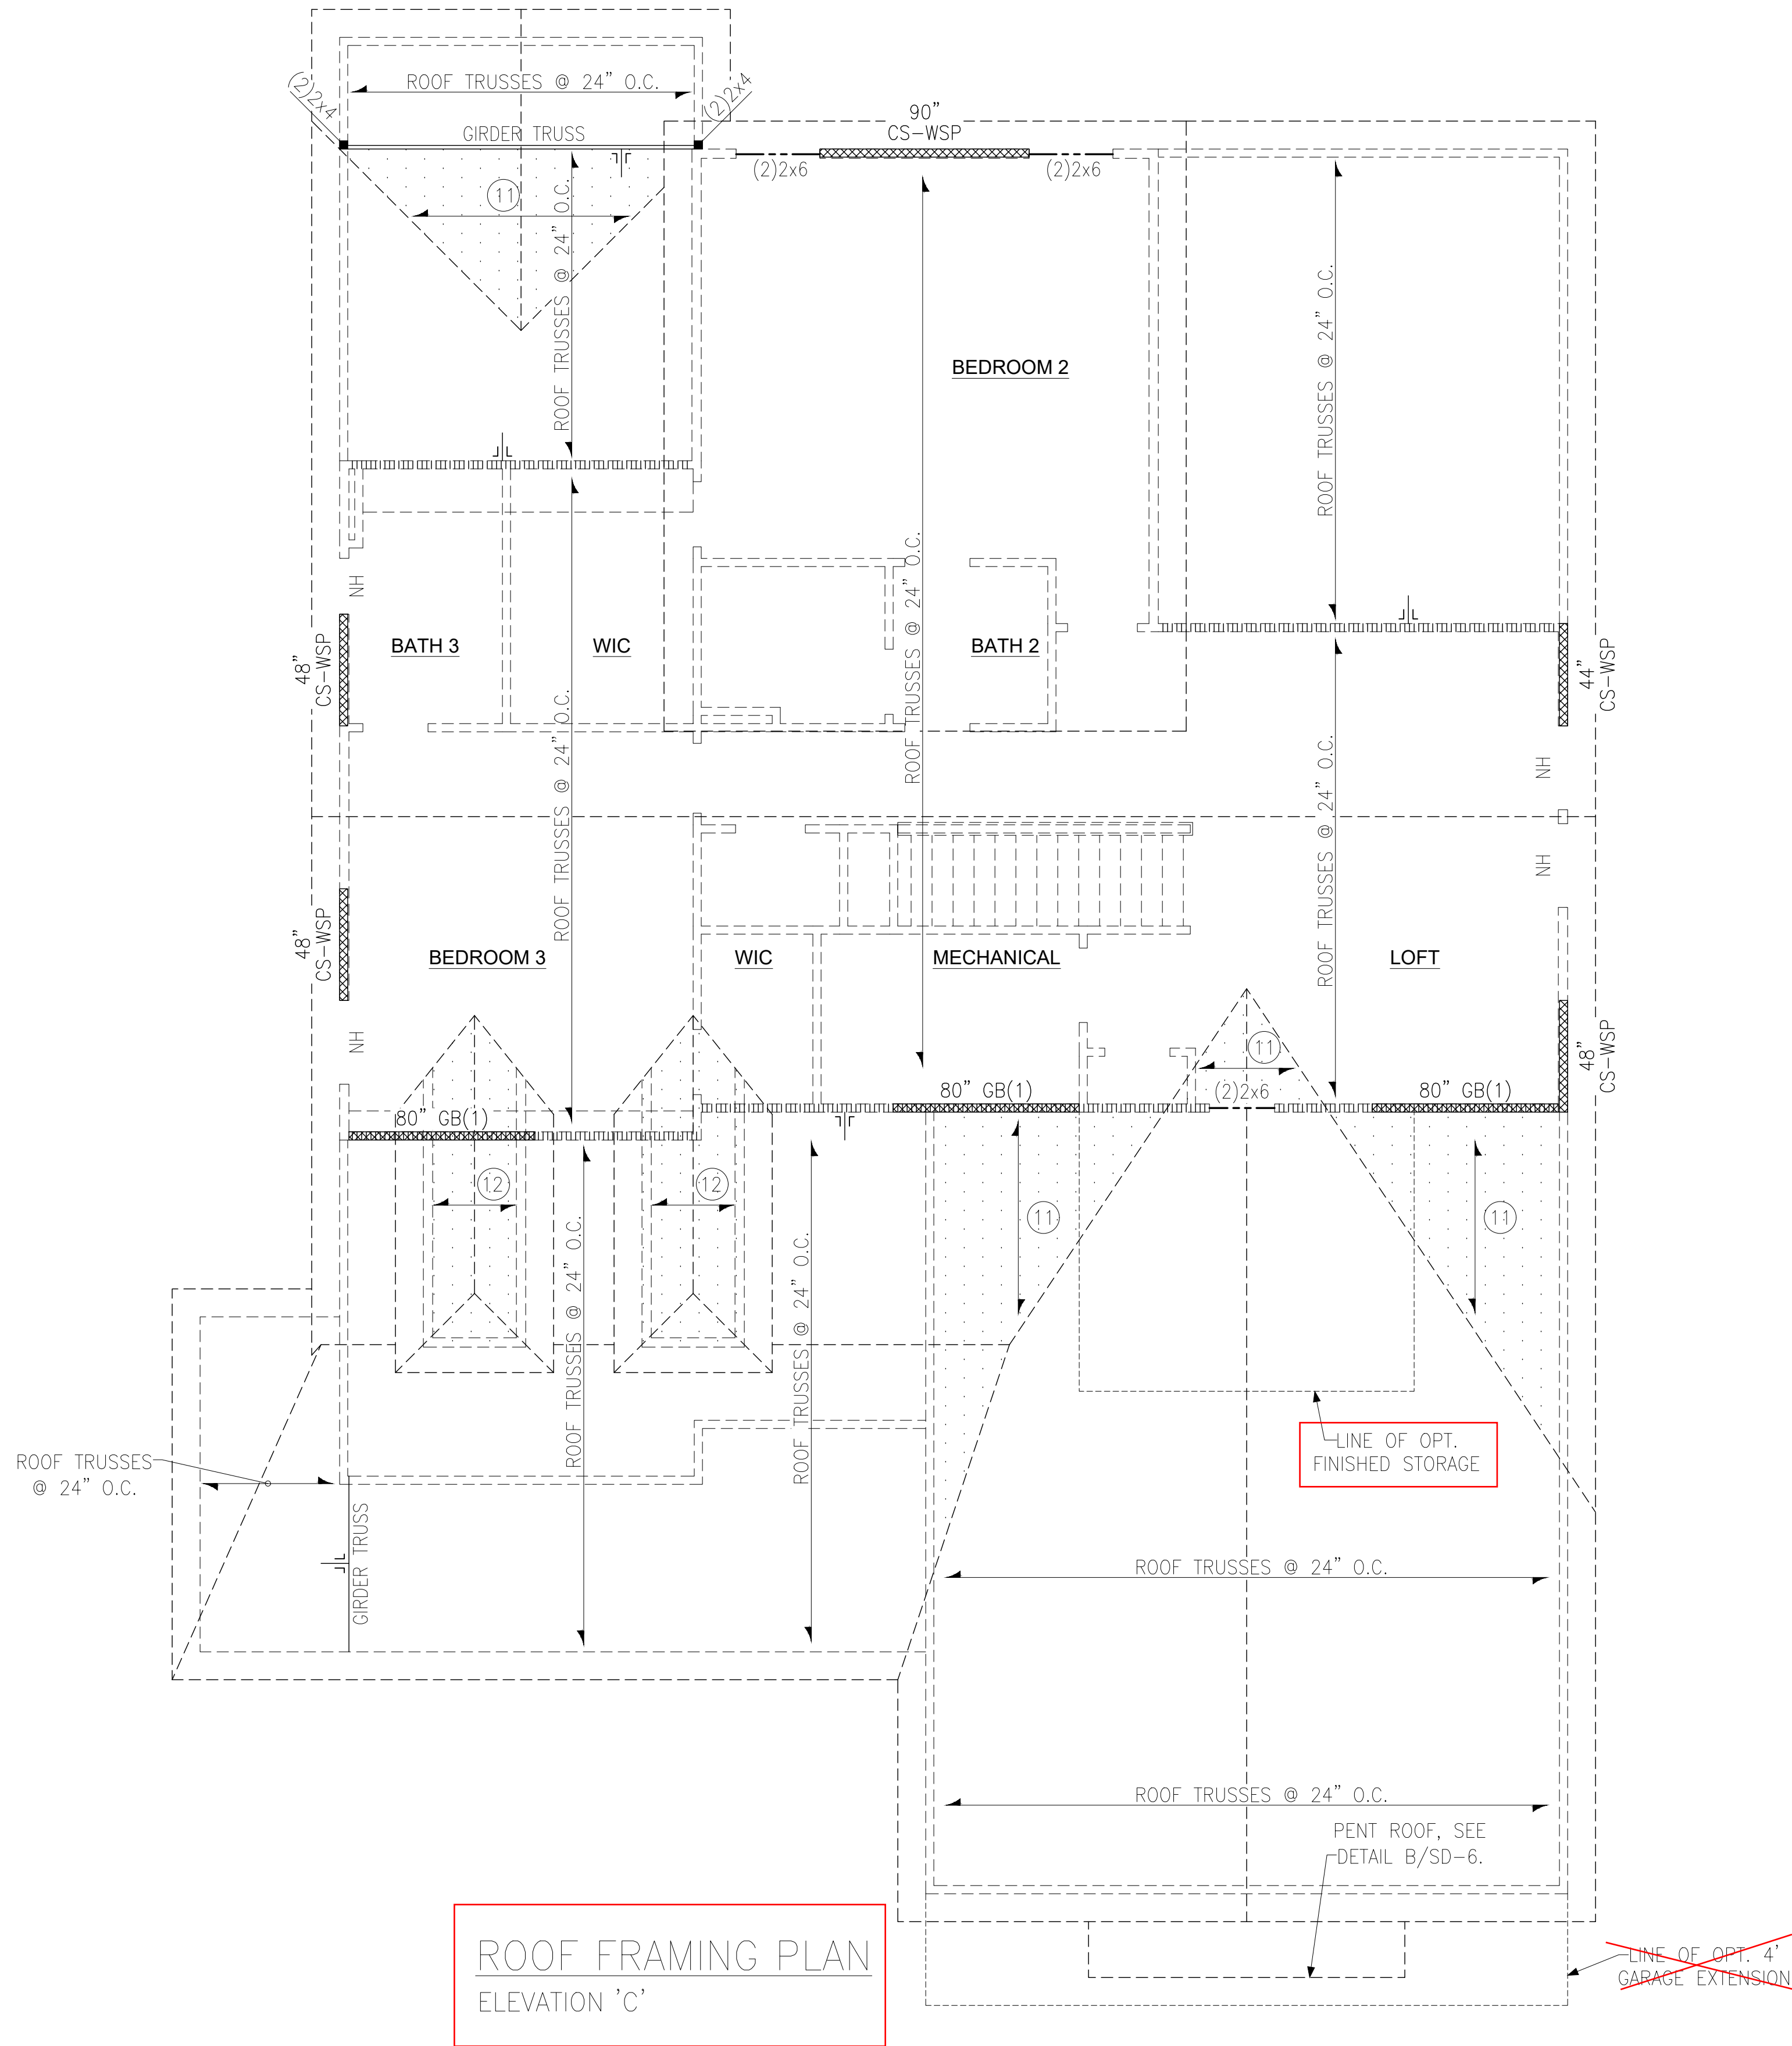 ROOF TRUSSES @ 24" O.C.
(2)2x4
(2)2x4
GIRDER TRUSS
90"
CS-WSP
(2)2x6
(2)2x6
11
ROOF TRUSSES @ 24" O.C.
ROOF TRUSSES @ 24" O.C.
BEDROOM 2
ROOF TRUSSES @ 24" O.C.
NH
BATH 3
WIC
BATH 2
48"
CS-WSP
44"
CS-WSP
ROOF TRUSSES @ 24" O.C.
ROOF TRUSSES @ 24" O.C.
NH
NH
48"
CS-WSP
BEDROOM 3
WIC
MECHANICAL
LOFT
NH
48"
CS-WSP
11
80" GB(1)
80" GB(1)
(2)2x6
80" GB(1)
12
12
11
11
ROOF TRUSSES @ 24" O.C.
ROOF TRUSSES @ 24" O.C.
LINE OF OPT.
FINISHED STORAGE
ROOF TRUSSES
@ 24" O.C.
GIRDER TRUSS
ROOF TRUSSES @ 24" O.C.
ROOF TRUSSES @ 24" O.C.
PENT ROOF, SEE
DETAIL B/SD-6.
ROOF FRAMING PLAN
ELEVATION 'C'
LINE OF OPT. 4'
GARAGE EXTENSION